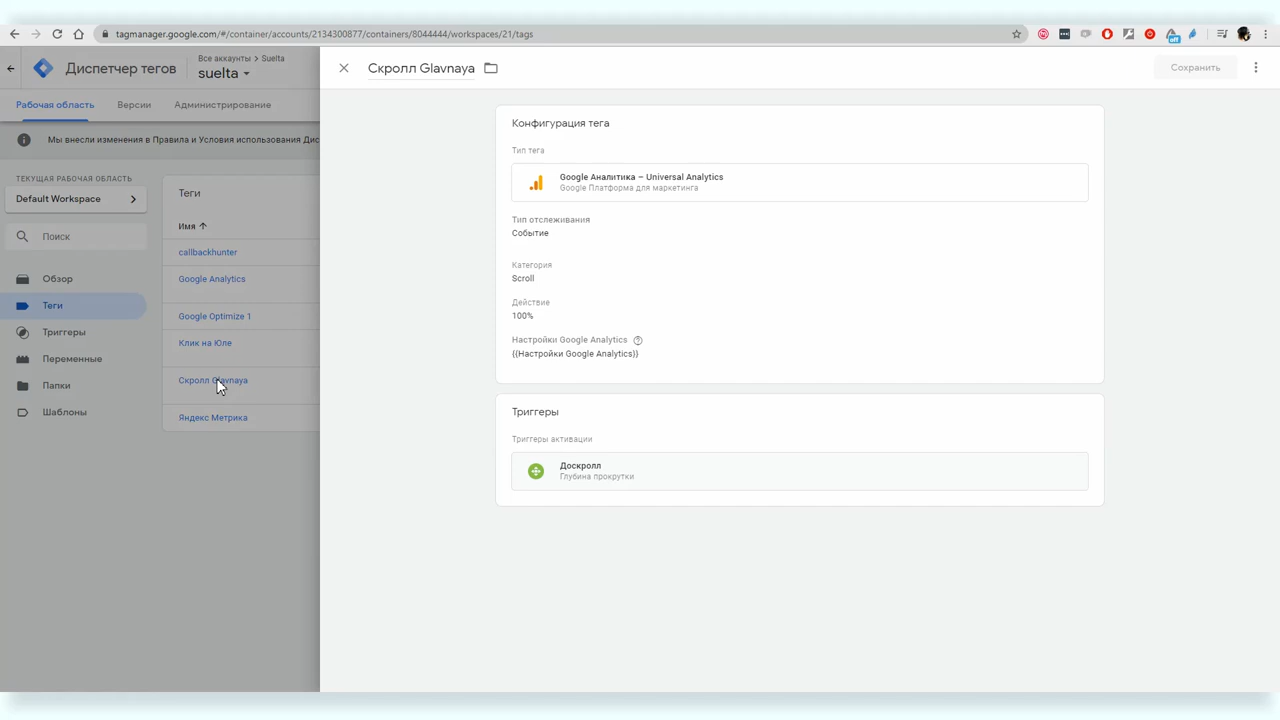 tagmanager.google.com/#/container/accounts/2134300877/containers/8044444/workspaces/21/tags
off
Диспетчер тегов
Все аккаунты > Suelta
suelta
Скролл Glavnaya
Сохранить
Рабочая область
Версии
Администрирование
Мы внесли изменения в Правила и Условия использования Дис
ТЕКУЩАЯ РАБОЧАЯ ОБЛАСТЬ
Default Workspace
Поиск
Обзор
Теги
Триггеры
Переменные
Папки
Шаблоны
Теги
Имя
callbackhunter
Google Analytics
Google Optimize 1
Клик на Юле
Скролл Glavnaya
Яндекс Метрика
Конфигурация тега
Тип тега
Google Аналитика – Universal Analytics
Google Платформа для маркетинга
Тип отслеживания
Событие
Категория
Scroll
Действие
100%
Настройки Google Analytics
{{Настройки Google Analytics}}
Триггеры
Триггеры активации
Доскролл
Глубина прокрутки